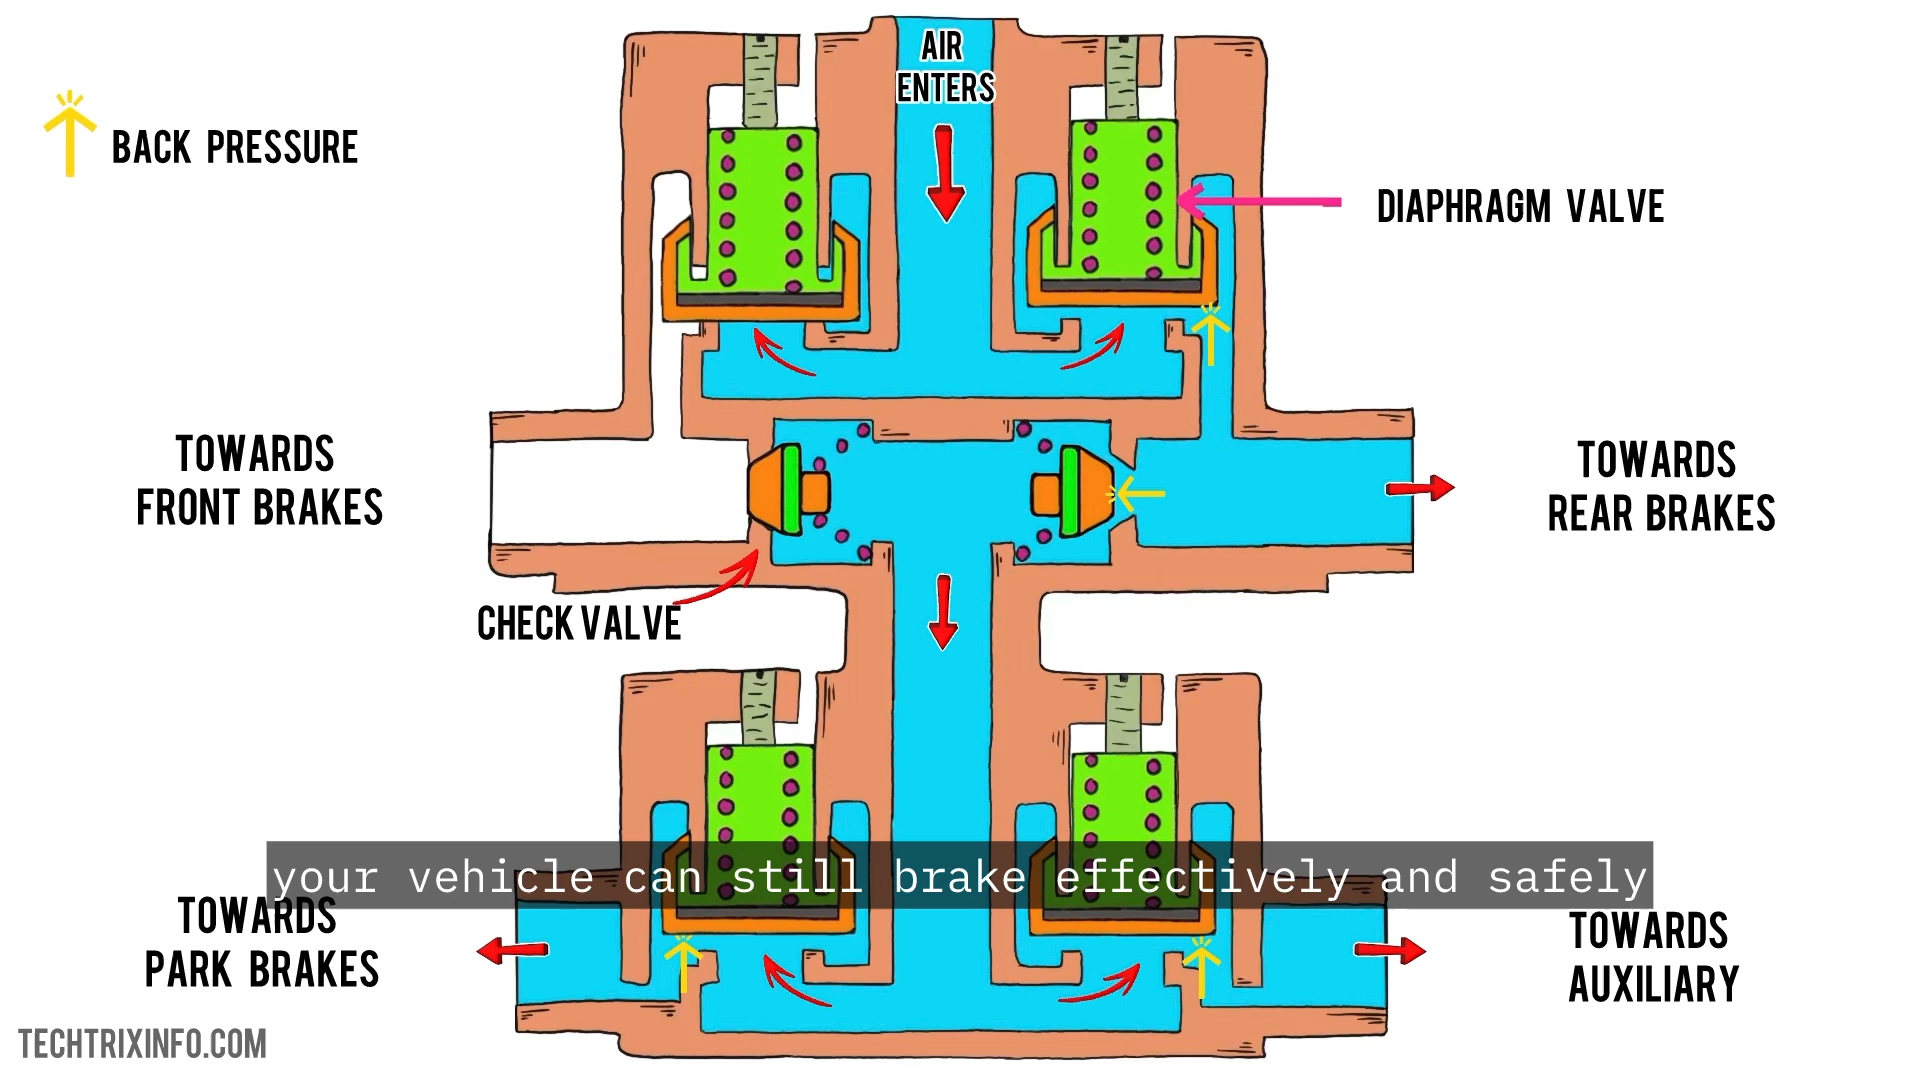 AIR
ENTERS
BACK PRESSURE
DIAPHRAGM VALVE
TOWARDS
FRONT BRAKES
TOWARDS
REAR BRAKES
CHECK VALVE
your vehicle can still brake effectively and safely
TOWARDS
PARK BRAKES
TOWARDS
AUXILIARY
TECHTRIXINFO.COM